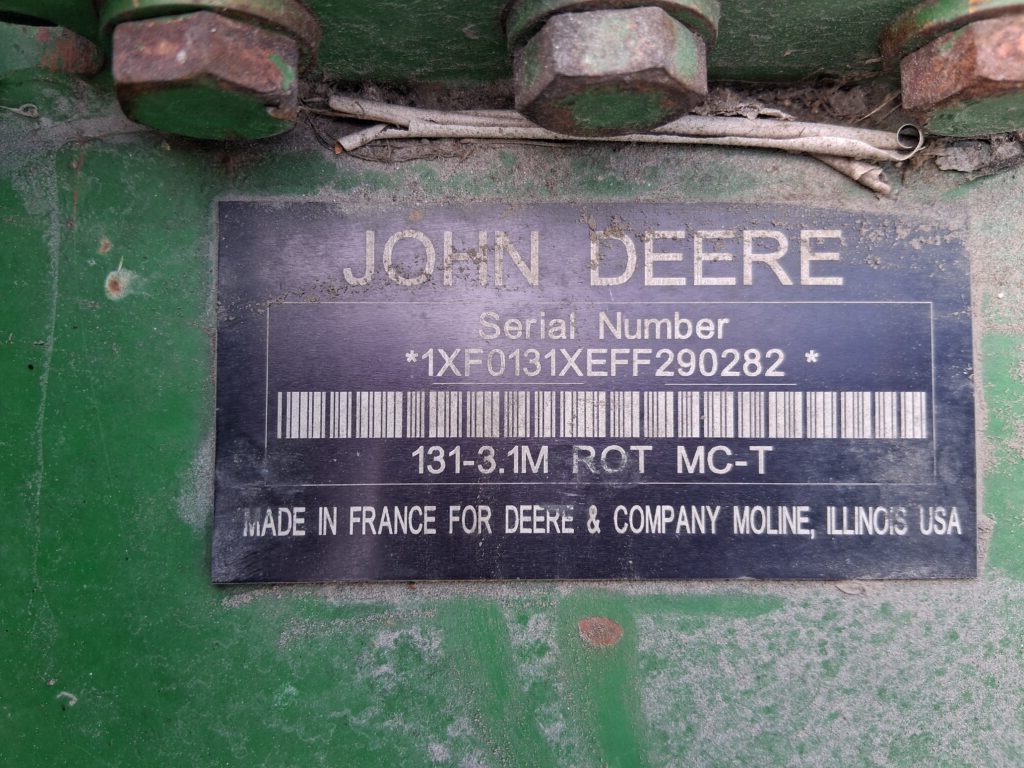 JOHN DEERE
Serial Number
*1XF0131XEFF290282 *
131-3.1M ROT MC-T
MADE IN FRANCE FOR DEERE & COMPANY MOLINE, ILLINOIS USA